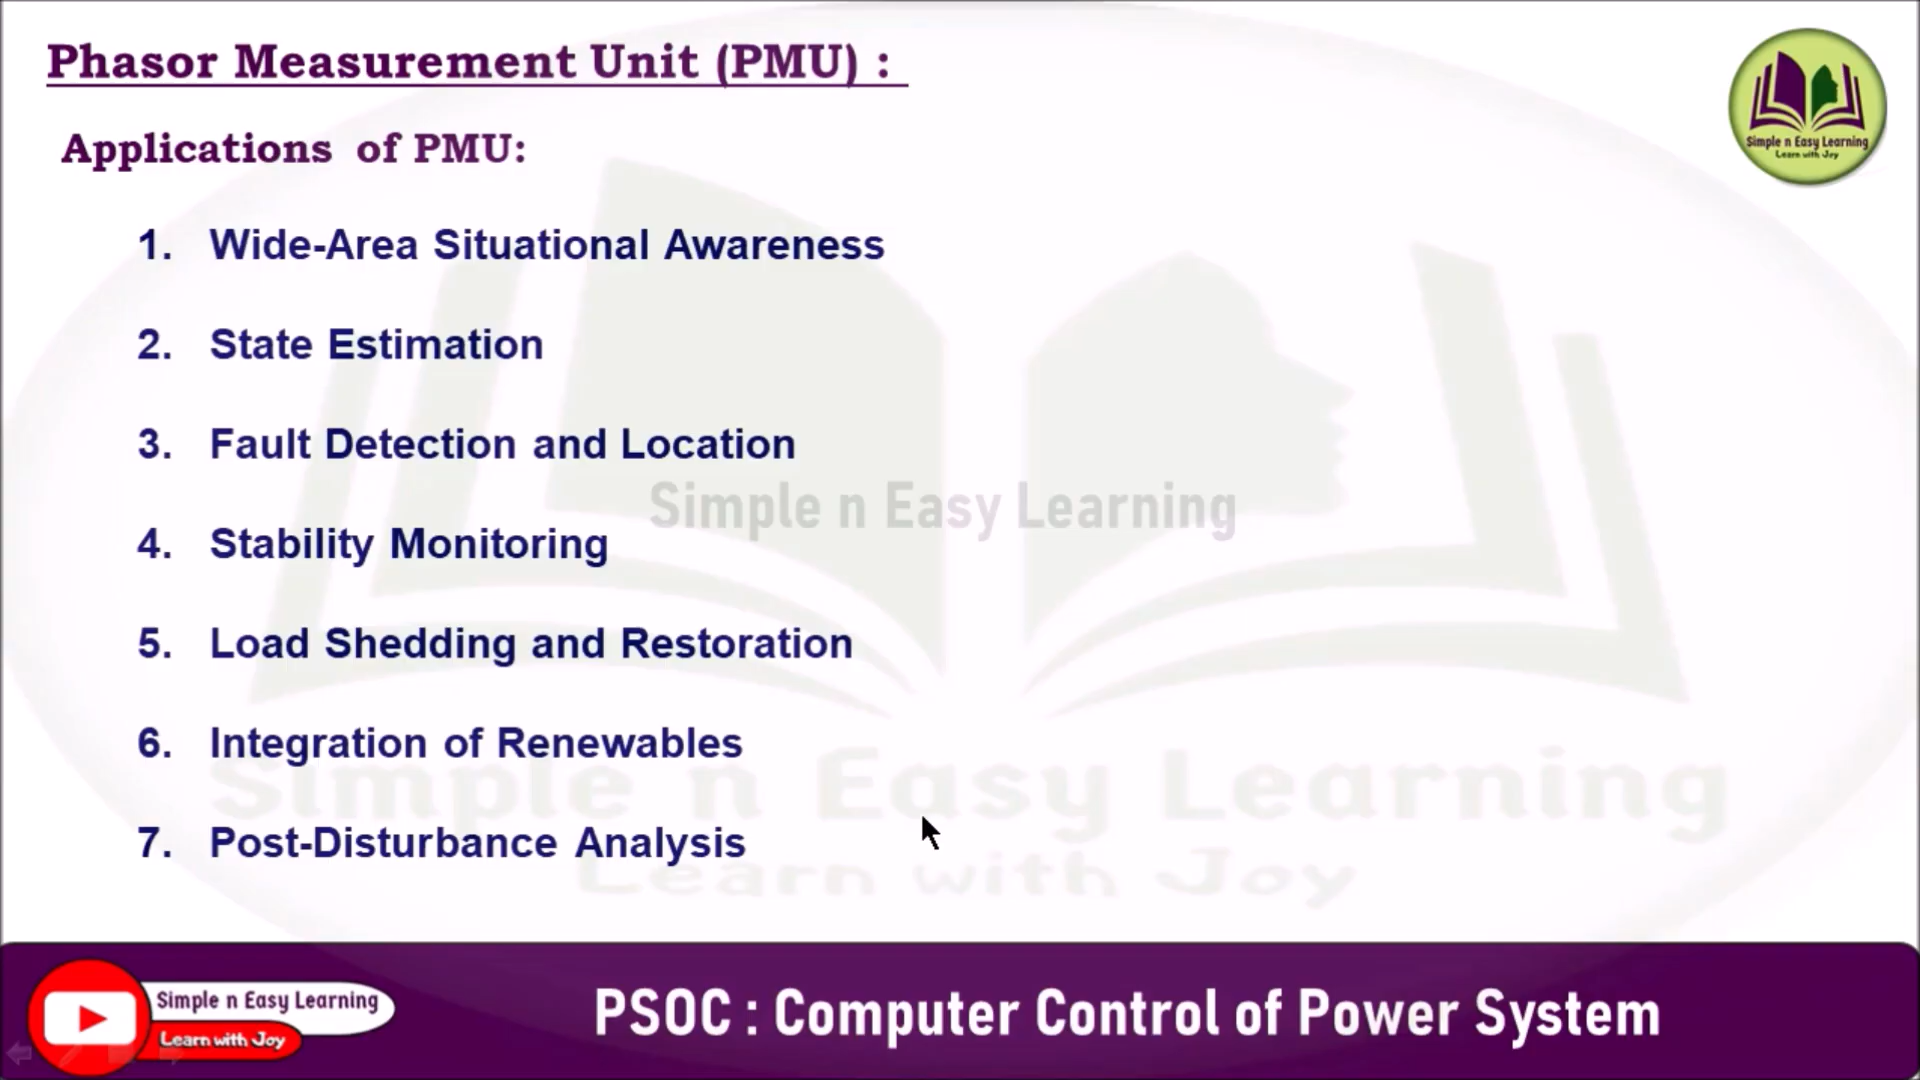 Phasor Measurement Unit (PMU) :
Applications of PMU:
Simple n Easy Learning
Learn with Joy
1. Wide-Area Situational Awareness
2. State Estimation
3. Fault Detection and Location
Simple n Easy Learning
4. Stability Monitoring
5. Load Shedding and Restoration
6. Integration of Renewables
Simple n Easy Learning
7. Post-Disturbance Analysis
Learn with Joy
Simple n Easy Learning
Learn with Joy
PSOC : Computer Control of Power System